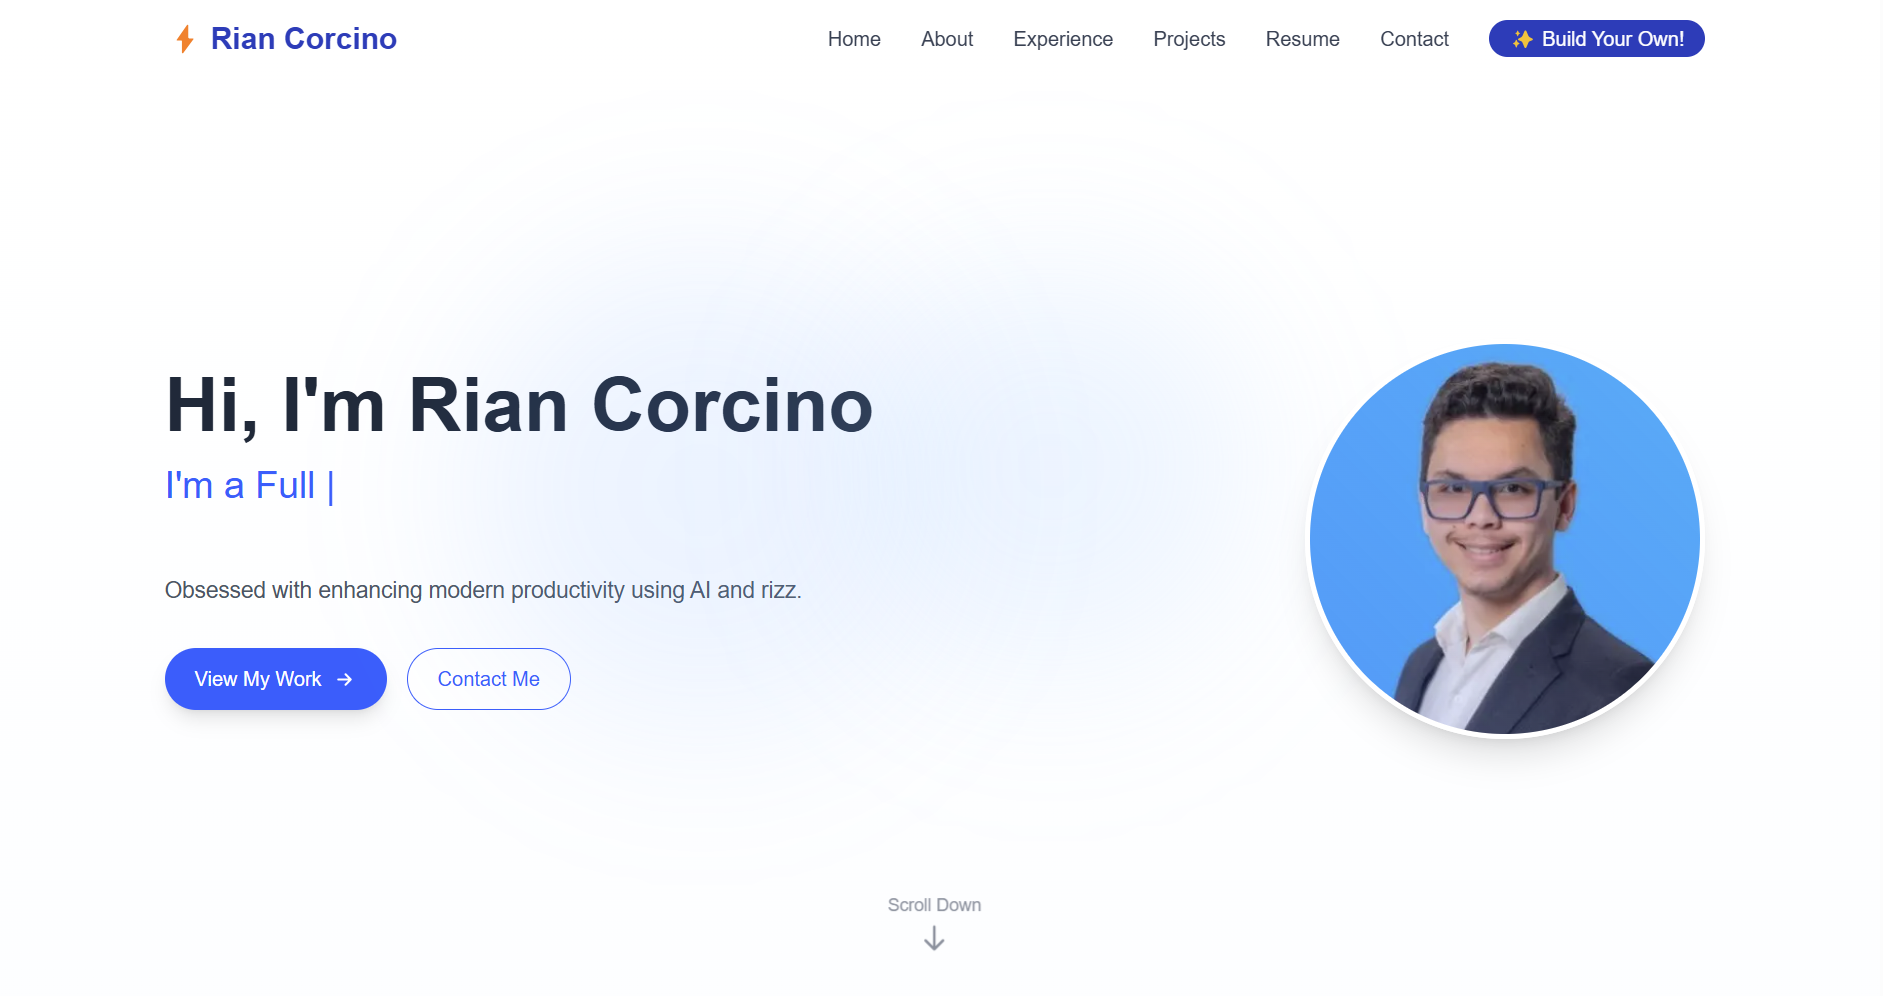 Rian Corcino
Home About Experience Projects Resume Contact Build Your Own!
Hi, I'm Rian Corcino
I'm a Full |
Obsessed with enhancing modern productivity using AI and rizz.
View My Work → Contact Me
Scroll Down